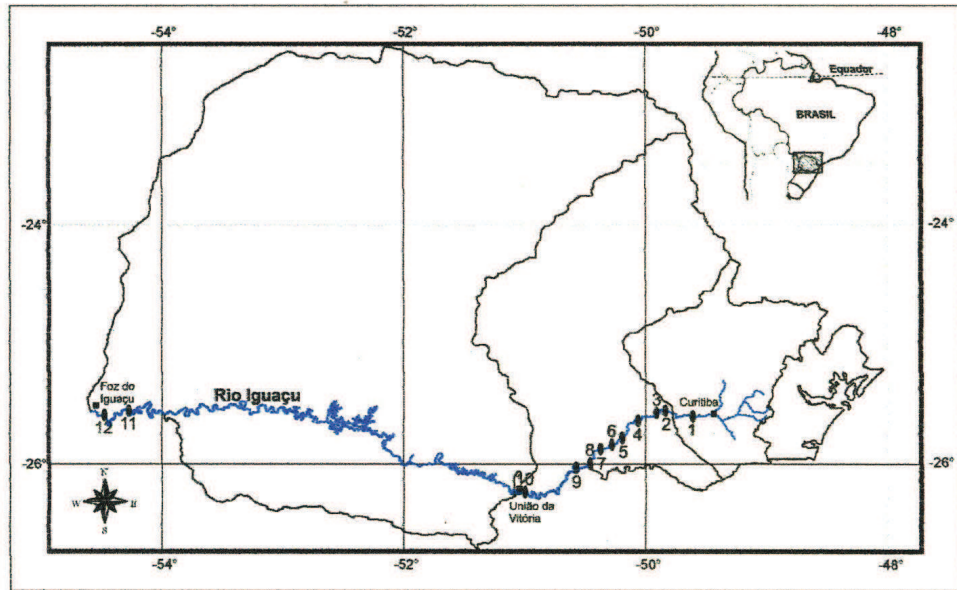 -54°
-52°
-50°
-48°
Equador
BRASIL
-24°
-24°
Foz do
Iguaçu
Rio Iguaçu
Curitiba
12
11
3
2
1
6
4
5
8
7
9
-26°
-26°
10
União da
Vitória
N
W
E
S
-54°
-52°
-50°
-48°